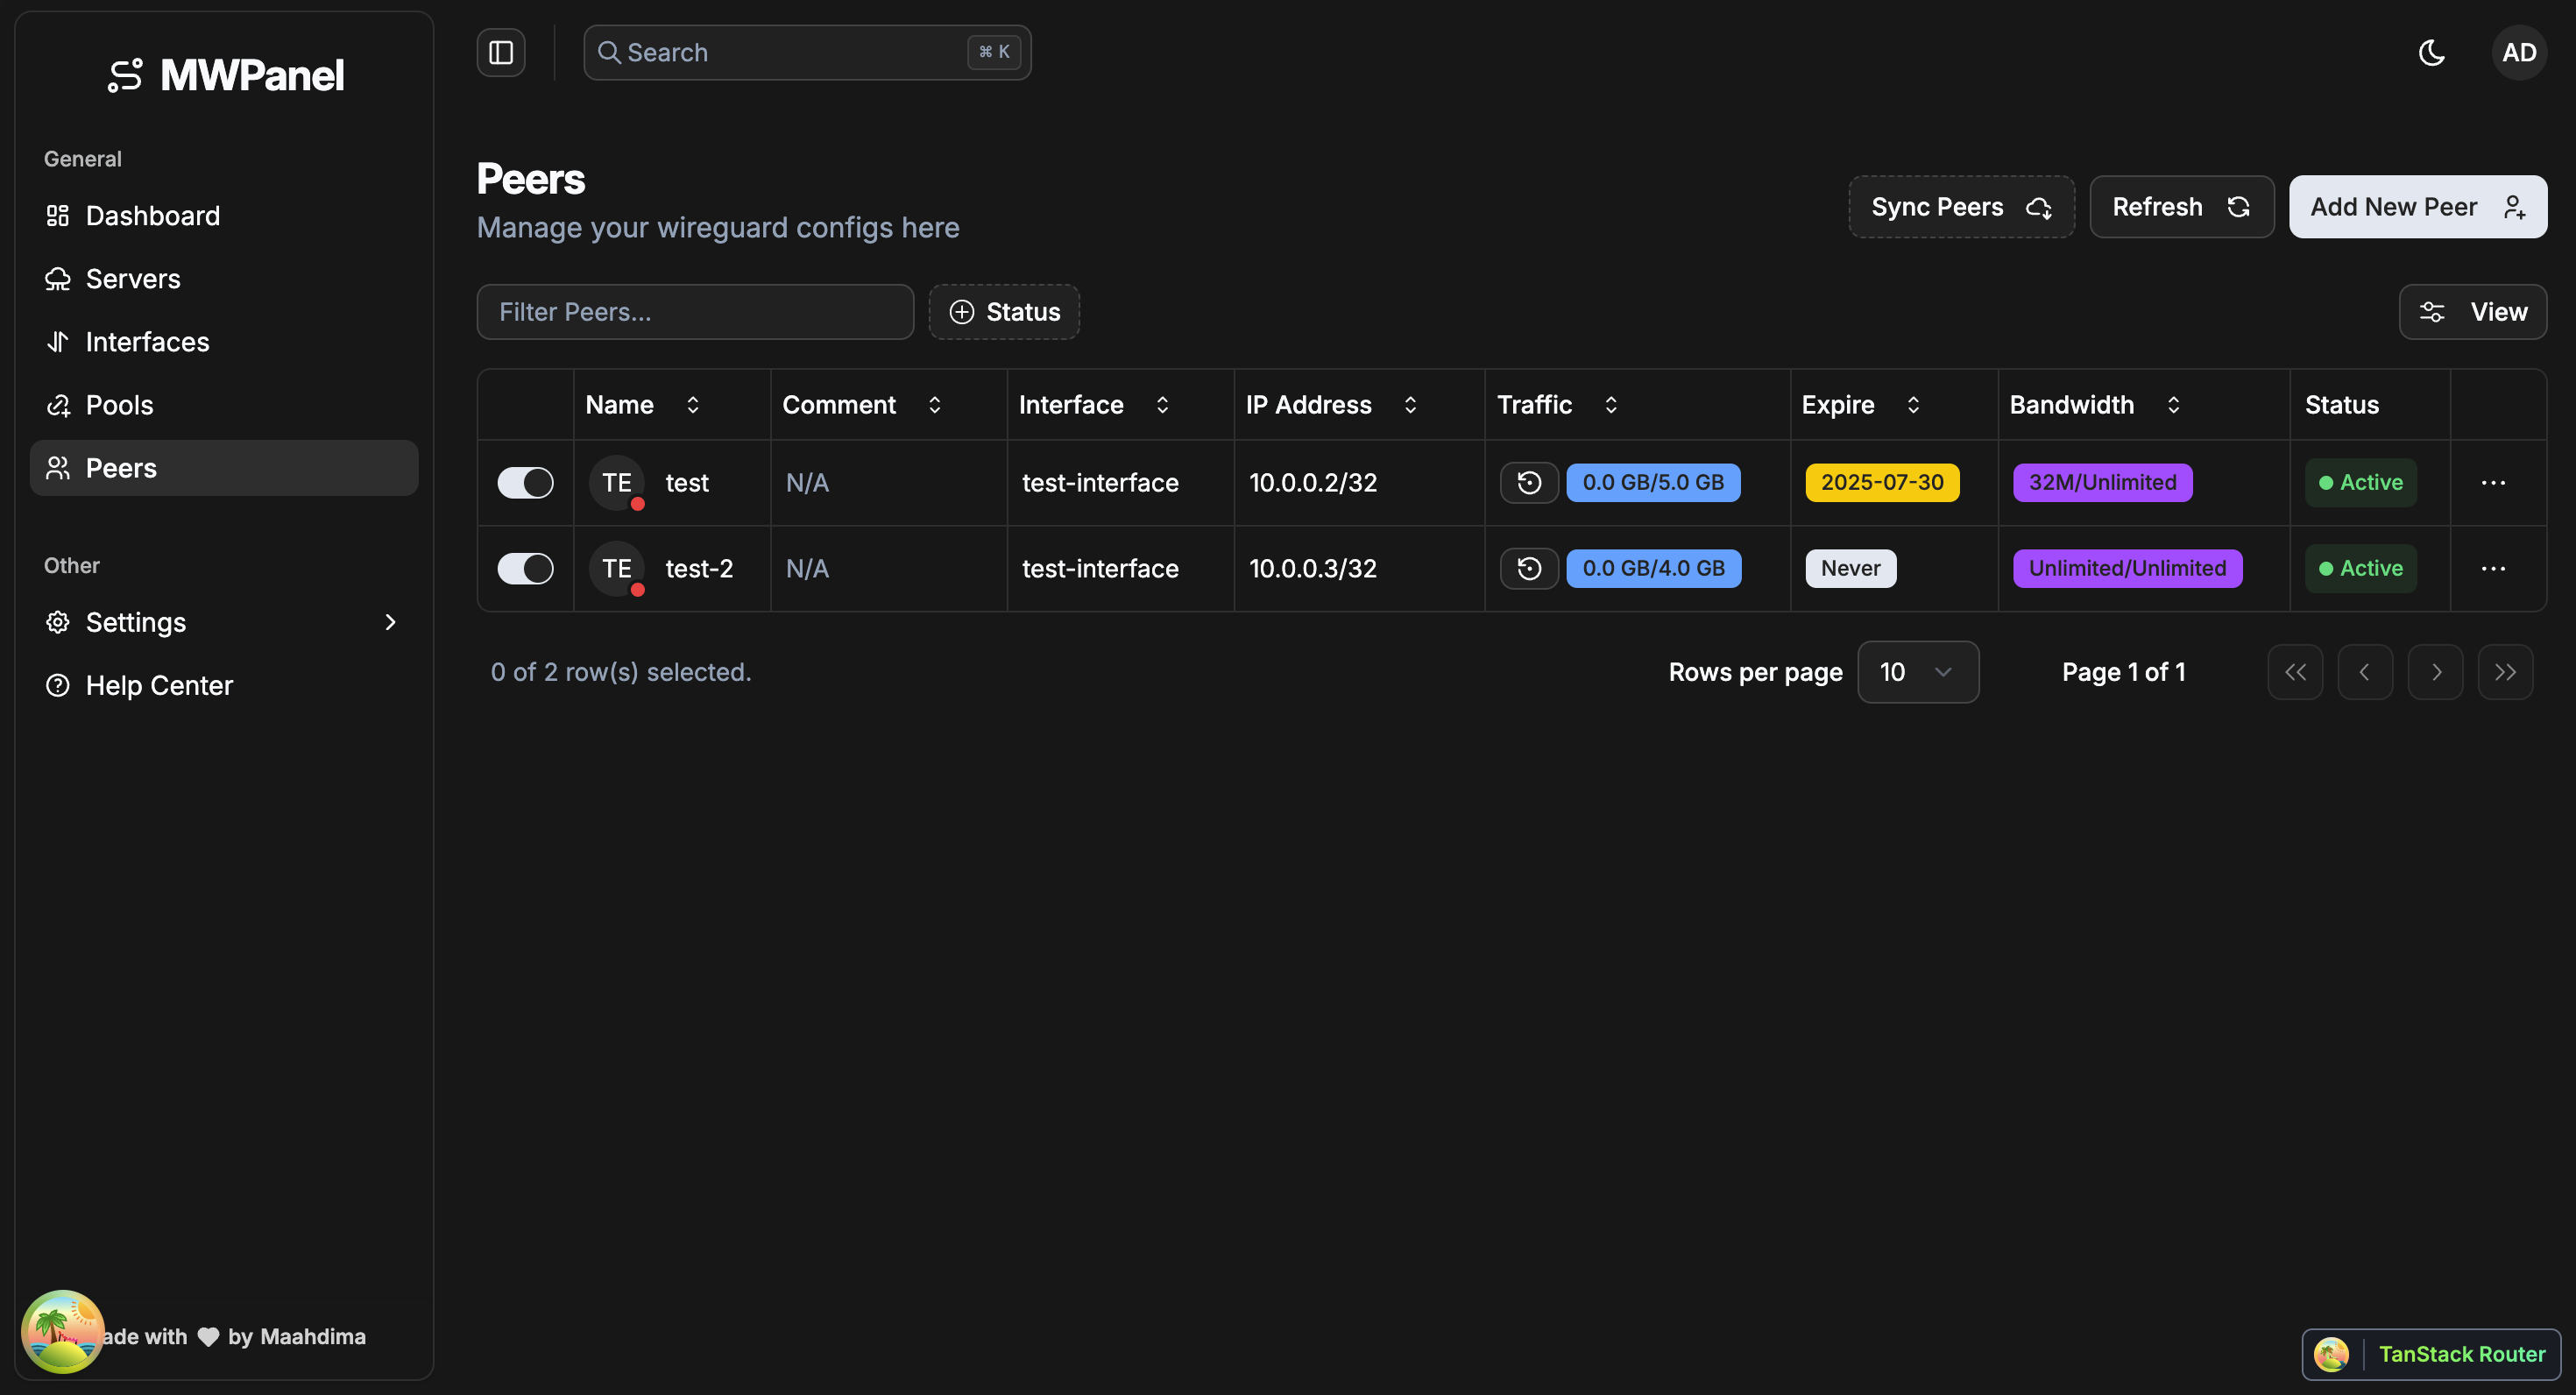 MWPanel
General
Dashboard
Servers
Interfaces
Pools
Peers
Other
Settings
Help Center
ade with by Maahdima
Search ⌘ K
AD
Peers
Manage your wireguard configs here
Sync Peers
Refresh
Add New Peer
Filter Peers...
Status
View
Name Comment Interface IP Address Traffic Expire Bandwidth Status
TE test N/A test-interface 10.0.0.2/32 0.0 GB/5.0 GB 2025-07-30 32M/Unlimited Active
TE test-2 N/A test-interface 10.0.0.3/32 0.0 GB/4.0 GB Never Unlimited/Unlimited Active
0 of 2 row(s) selected.
Rows per page 10
Page 1 of 1
TanStack Router